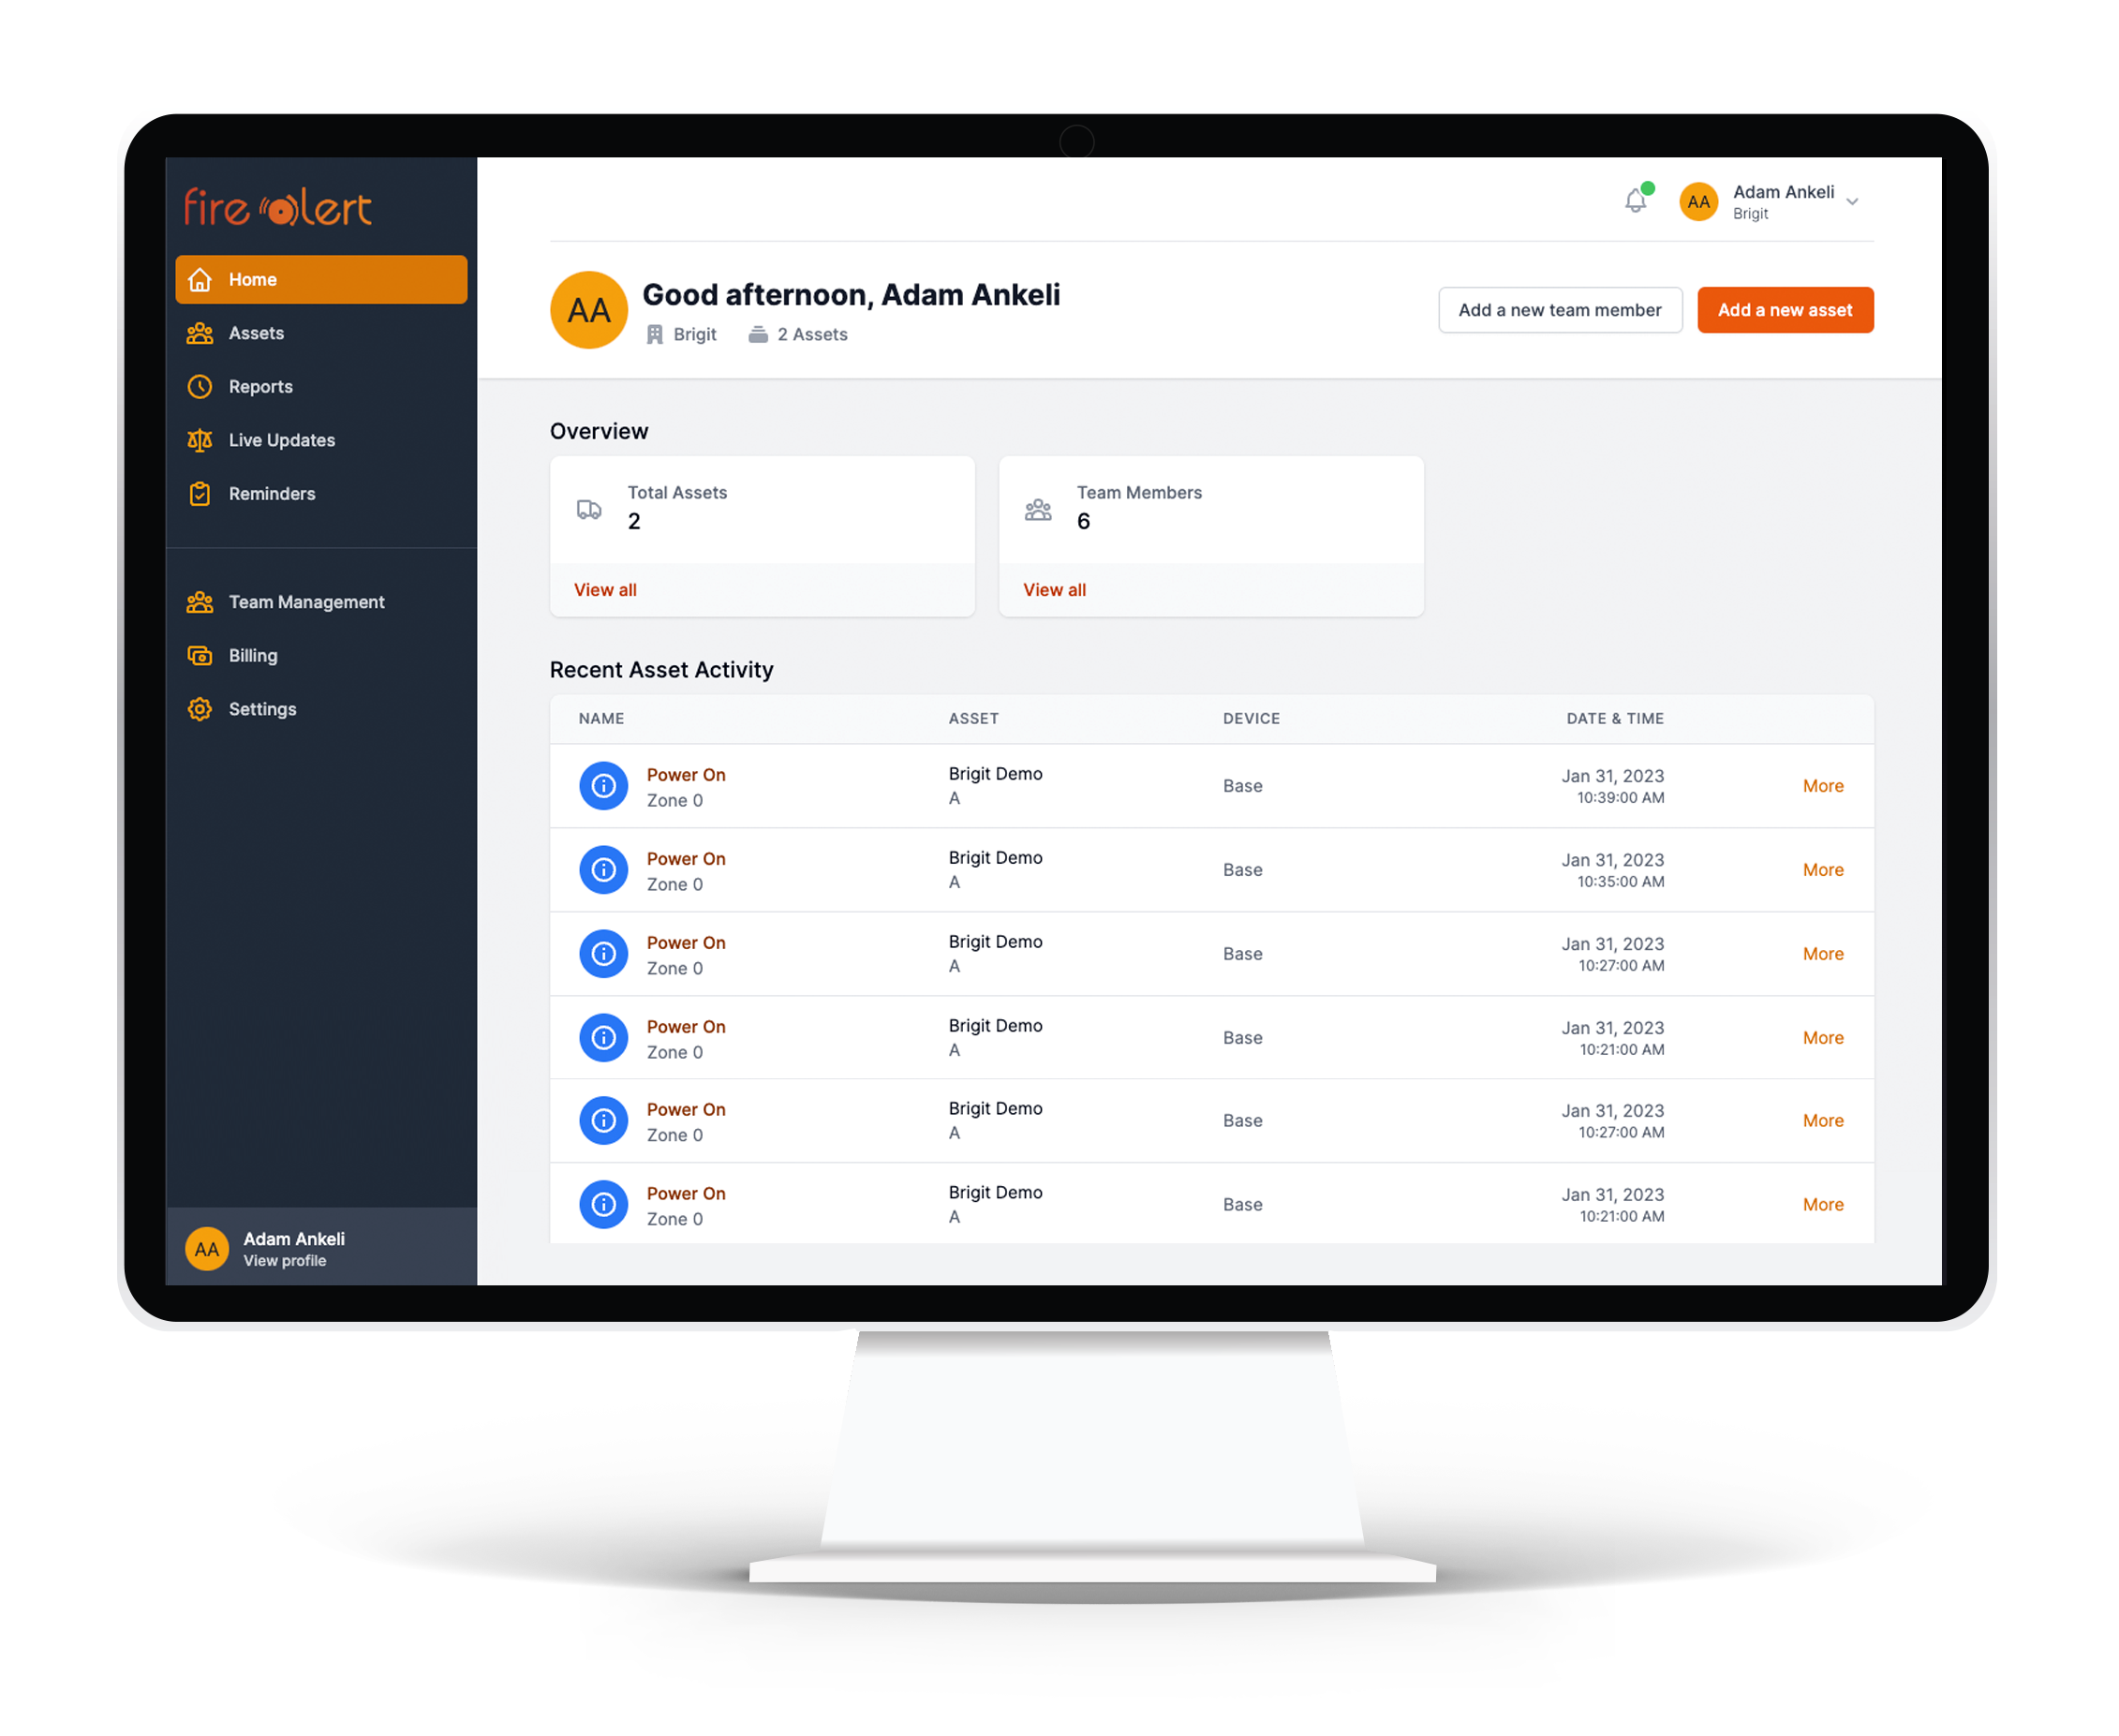 fire alert
Home
Assets
Reports
Live Updates
Reminders
Team Management
Billing
Settings
AA
Adam Ankeli
View profile
AA
Adam Ankeli
Brigit
AA
Good afternoon, Adam Ankeli
Brigit 2 Assets
Add a new team member
Add a new asset
Overview
Total Assets
2
View all
Team Members
6
View all
Recent Asset Activity
NAME ASSET DEVICE DATE & TIME
Power On Brigit Demo Base Jan 31, 2023 More
Zone 0 A 10:39:00 AM
Power On Brigit Demo Base Jan 31, 2023 More
Zone 0 A 10:35:00 AM
Power On Brigit Demo Base Jan 31, 2023 More
Zone 0 A 10:27:00 AM
Power On Brigit Demo Base Jan 31, 2023 More
Zone 0 A 10:21:00 AM
Power On Brigit Demo Base Jan 31, 2023 More
Zone 0 A 10:27:00 AM
Power On Brigit Demo Base Jan 31, 2023 More
Zone 0 A 10:21:00 AM